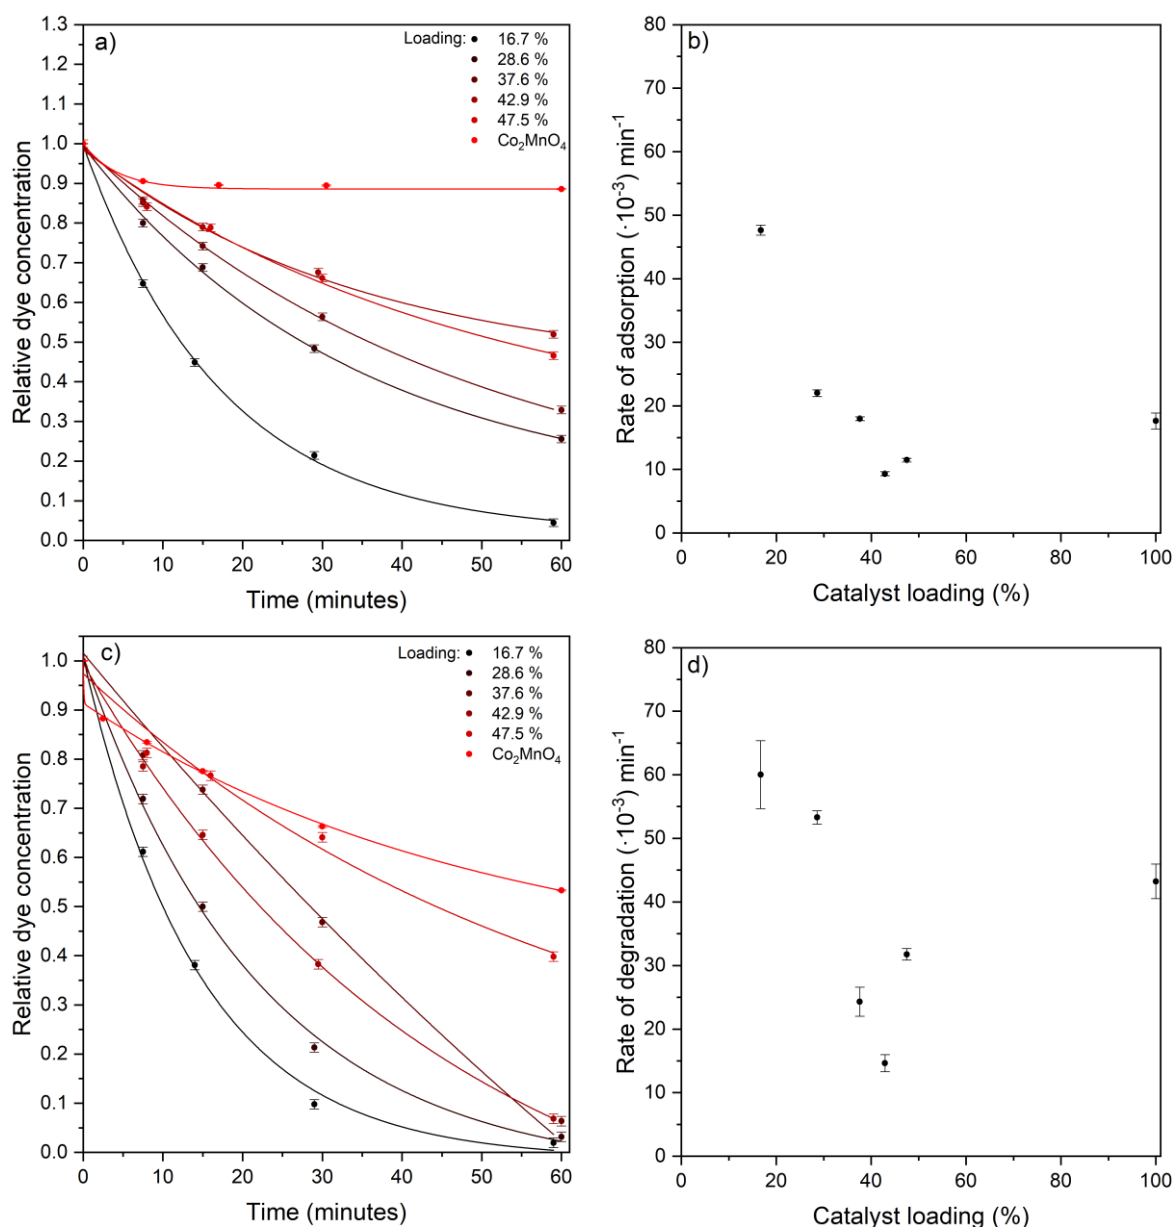 a)
Loading: 16.7 %
28.6 %
37.6 %
42.9 %
47.5 %
Co₂MnO₄
1.3
1.2
1.1
1.0
0.9
0.8
0.7
0.6
0.5
0.4
0.3
0.2
0.1
0.0
Relative dye concentration
0 10 20 30 40 50 60
Time (minutes)
b)
80
70
60
50
40
30
20
10
0
Rate of adsorption (·10⁻³) min⁻¹
0 20 40 60 80 100
Catalyst loading (%)
c)
Loading: 16.7 %
28.6 %
37.6 %
42.9 %
47.5 %
Co₂MnO₄
1.0
0.9
0.8
0.7
0.6
0.5
0.4
0.3
0.2
0.1
0.0
Relative dye concentration
0 10 20 30 40 50 60
Time (minutes)
d)
80
70
60
50
40
30
20
10
0
Rate of degradation (·10⁻³) min⁻¹
0 20 40 60 80 100
Catalyst loading (%)